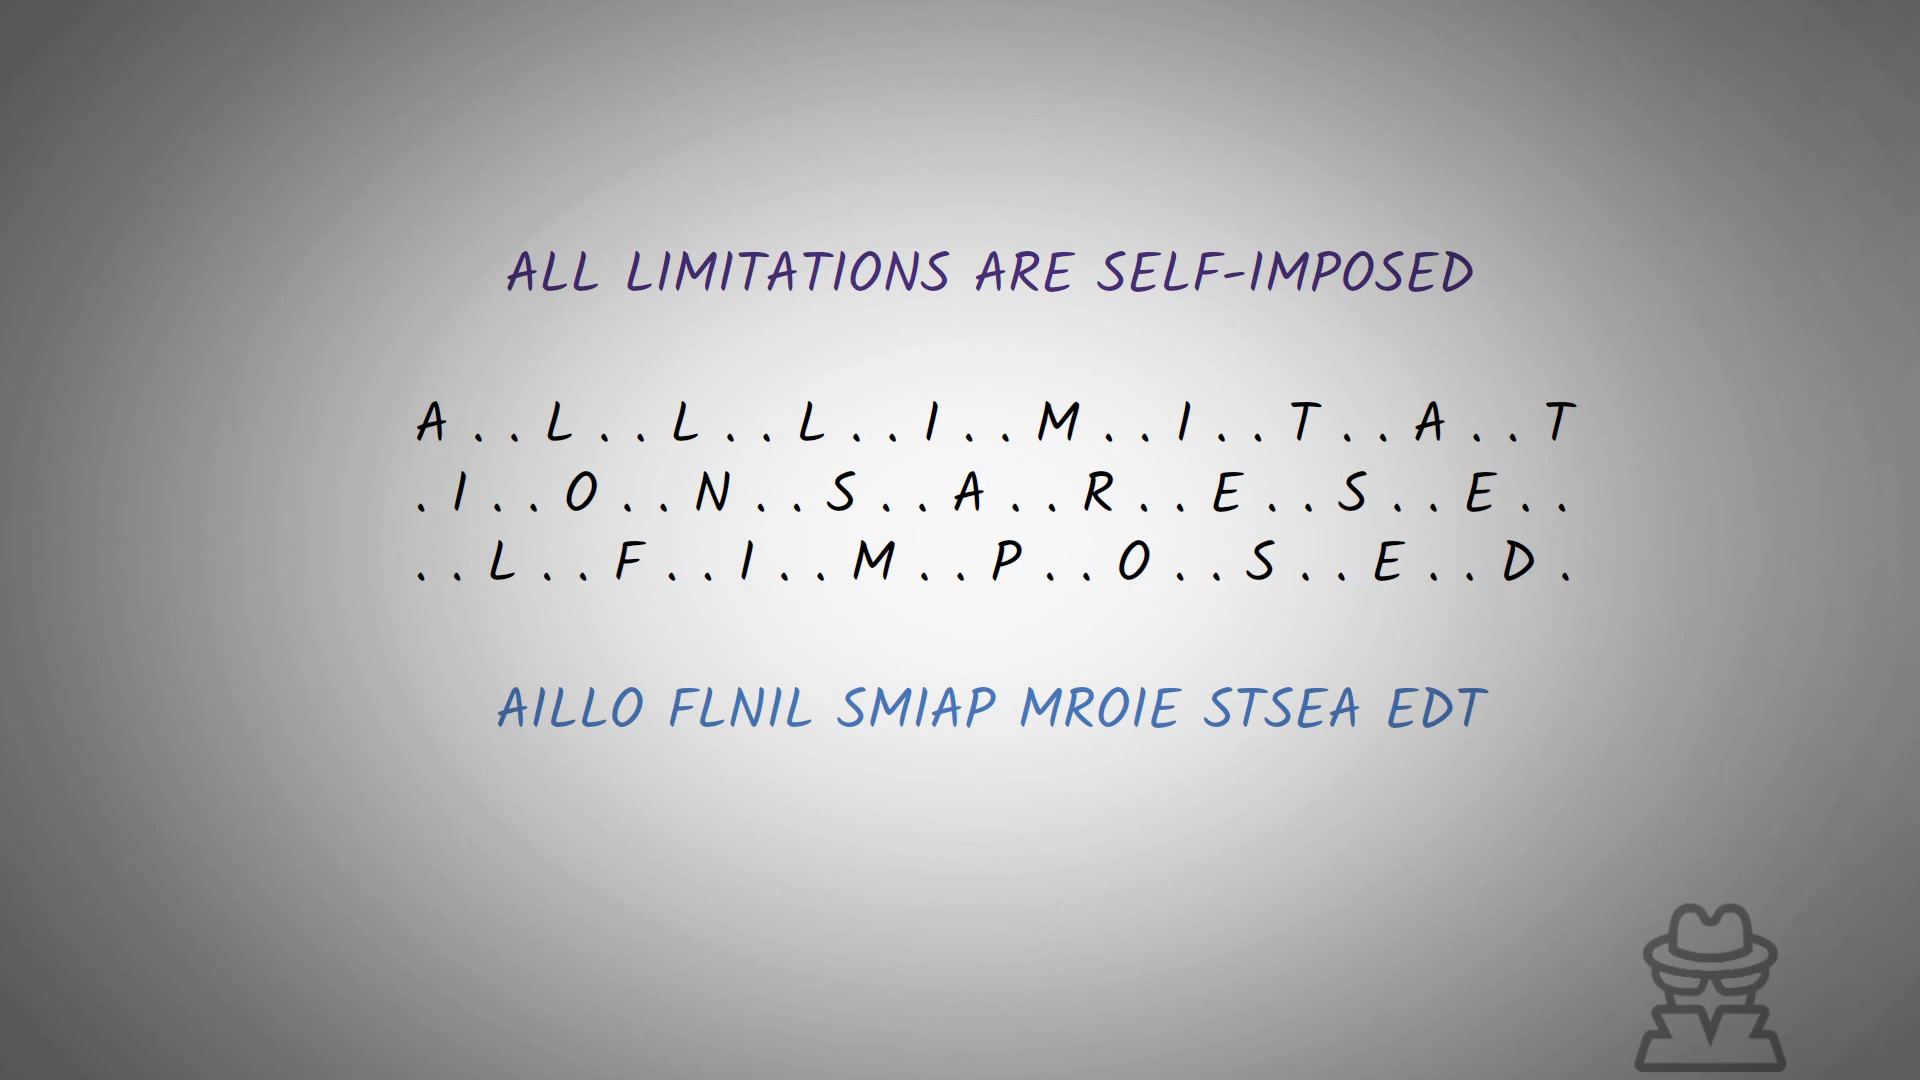 ALL LIMITATIONS ARE SELF-IMPOSED
A . . L . . L . . L . . I . . M . . I . . T . . A . . T
. I . . O . . N . . S . . A . . R . . E . . S . . E . .
. . L . . F . . I . . M . . P . . O . . S . . E . . D .
AILLO FLNIL SMIAP MROIE STSEA EDT